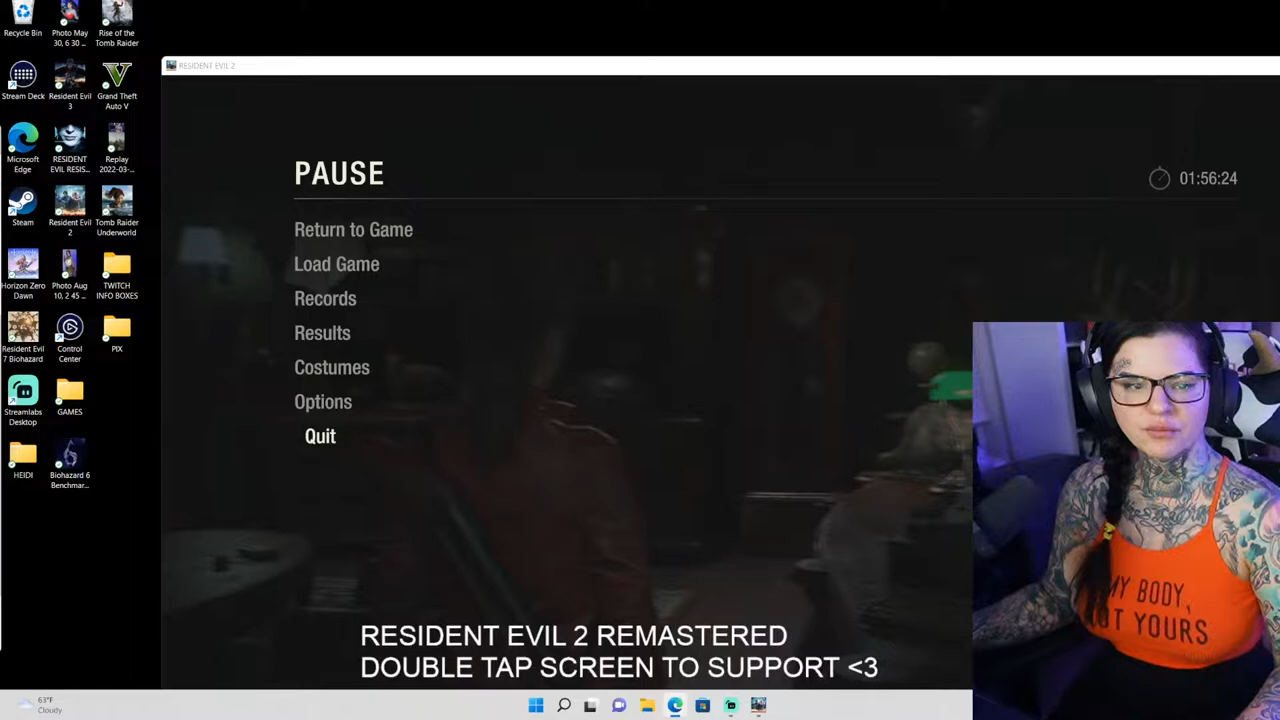 Recycle Bin
Photo May
30, 6 30 ...
Rise of the
Tomb Raider
Stream Deck
Resident Evil
3
Grand Theft
Auto V
Microsoft
Edge
RESIDENT
EVIL RESIS...
Replay
2022-03-...
Steam
Resident Evil
2
Tomb Raider
Underworld
Horizon Zero
Dawn
Photo Aug
10, 2 45 ...
TWITCH
INFO BOXES
Resident Evil
7 Biohazard
Control
Center
PIX
Streamlabs
Desktop
GAMES
HEIDI
Biohazard 6
Benchmar...
RESIDENT EVIL 2
PAUSE
01:56:24
Return to Game
Load Game
Records
Results
Costumes
Options
Quit
MY BODY,
NOT YOURS
RESIDENT EVIL 2 REMASTERED
DOUBLE TAP SCREEN TO SUPPORT <3
63°F
Cloudy